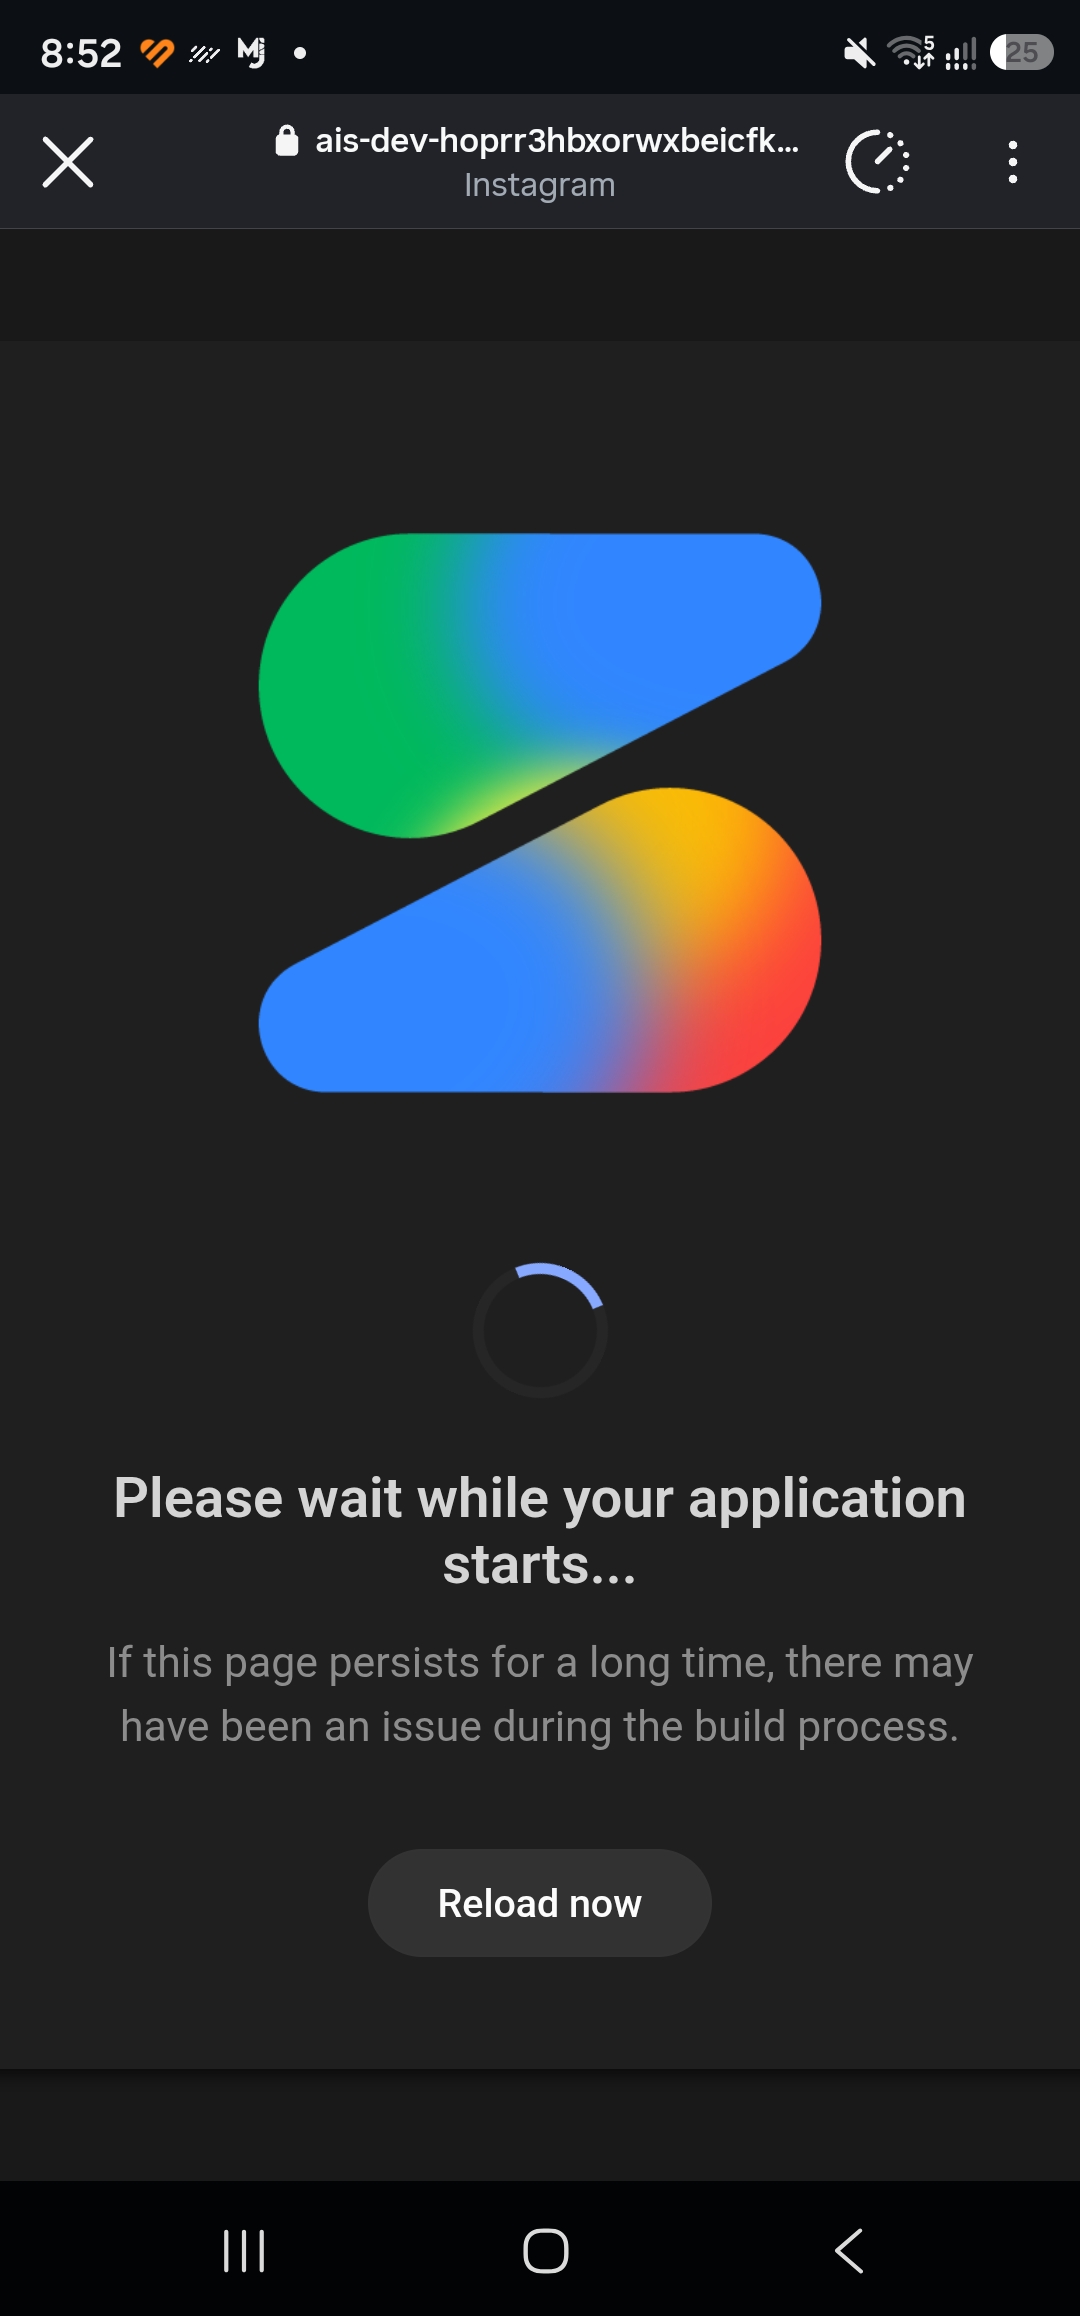 8:52
5
25
ais-dev-hoprr3hbxorwxbeicfk...
Instagram
Please wait while your application
starts...
If this page persists for a long time, there may
have been an issue during the build process.
Reload now